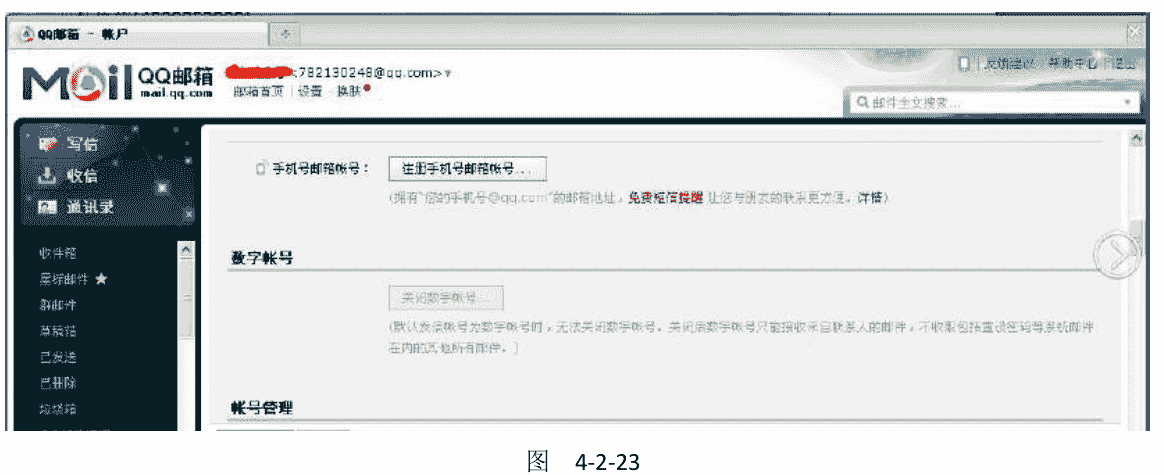 QQ邮箱 - 帐户
Mail QQ邮箱
mail.qq.com
782130248@qq.com>
邮箱首页 | 设置 - 换肤
反馈建议 帮助中心 退出
邮件全文搜索...
写信
收信
通讯录
收件箱
星标邮件
群邮件
草稿箱
已发送
已删除
垃圾箱
手机号邮箱帐号：
注册手机号邮箱帐号...
(拥有"您的手机号@qq.com"的邮箱地址，免费短信提醒 让您与朋友的联系更方便。详情)
数字帐号
关闭数字帐号...
(默认发信帐号为数字帐号时，无法关闭数字帐号。关闭后数字帐号只能接收来自联系人的邮件，不收取包括重设密码等系统邮件
在内的其他所有邮件。)
帐号管理
图 4-2-23